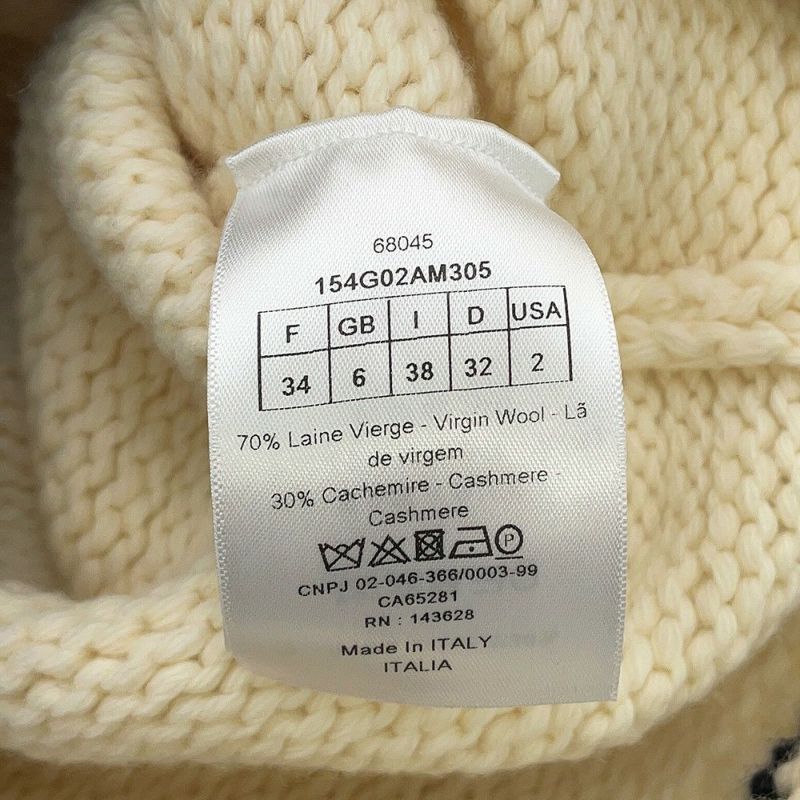 68045
154G02AM305
F GB I D USA
34 6 38 32 2
70% Laine Vierge - Virgin Wool - Lã
de virgem
30% Cachemire - Cashmere -
Cashmere
P
CNPJ 02-046-366/0003-99
CA65281
RN : 143628
Made In ITALY
ITALIA